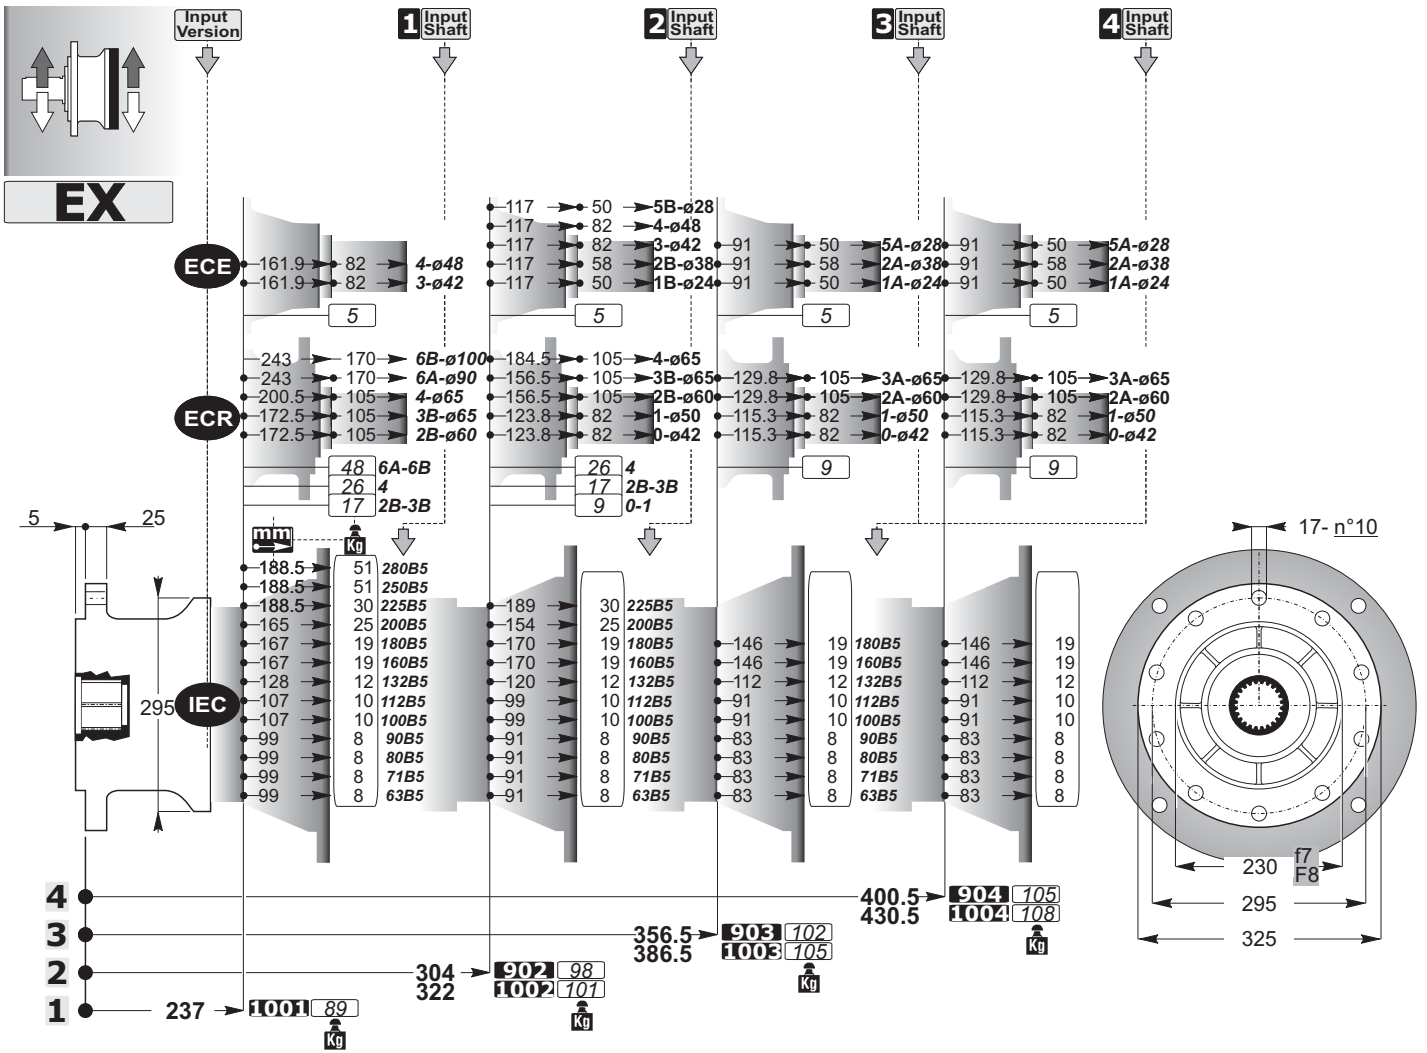 Input Version 1 Input Shaft 2 Input Shaft 3 Input Shaft 4 Input Shaft
EX
117 50 5B-ø28
117 82 4-ø48
117 82 3-ø42 91 50 5A-ø28 91 50 5A-ø28
ECE 161.9 82 4-ø48 117 58 2B-ø38 91 58 2A-ø38 91 58 2A-ø38
161.9 82 3-ø42 117 50 1B-ø24 91 50 1A-ø24 91 50 1A-ø24
5 5 5 5
243 170 6B-ø100 184.5 105 4-ø65
243 170 6A-ø90 156.5 105 3B-ø65 129.8 105 3A-ø65 129.8 105 3A-ø65
200.5 105 4-ø65 156.5 105 2B-ø60 129.8 105 2A-ø60 129.8 105 2A-ø60
ECR 172.5 105 3B-ø65 123.8 82 1-ø50 115.3 82 1-ø50 115.3 82 1-ø50
172.5 105 2B-ø60 123.8 82 0-ø42 115.3 82 0-ø42 115.3 82 0-ø42
48 6A-6B 26 4 9 9
26 4 17 2B-3B
17 2B-3B 9 0-1
5 25 17- n°10
mm Kg
188.5 51 280B5
188.5 51 250B5
188.5 30 225B5 189 30 225B5
165 25 200B5 154 25 200B5
167 19 180B5 170 19 180B5 146 19 180B5 146 19
167 19 160B5 170 19 160B5 146 19 160B5 146 19
128 12 132B5 120 12 132B5 112 12 132B5 112 12
295 IEC 107 10 112B5 99 10 112B5 91 10 112B5 91 10
107 10 100B5 99 10 100B5 91 10 100B5 91 10
99 8 90B5 91 8 90B5 83 8 90B5 83 8
99 8 80B5 91 8 80B5 83 8 80B5 83 8
99 8 71B5 91 8 71B5 83 8 71B5 83 8
99 8 63B5 91 8 63B5 83 8 63B5 83 8
230 f7 F8
4 400.5 904 105 295
430.5 1004 108
3 356.5 903 102 Kg 325
386.5 1003 105
2 304 902 98 Kg
322 1002 101
1 237 1001 89 Kg
Kg